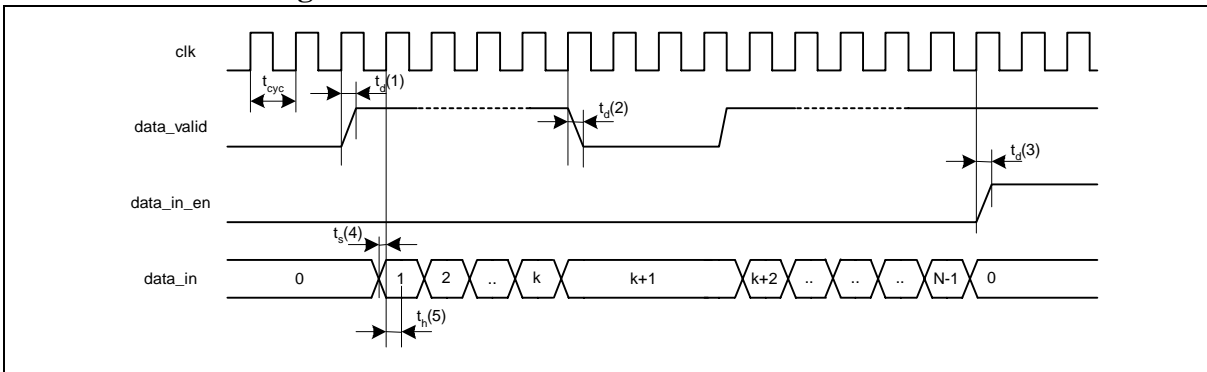 clk
t_cyc
t_d(1)
data_valid
t_d(2)
t_d(3)
data_in_en
t_s(4)
data_in
0 1 2 .. k k+1 k+2 .. .. .. N-1 0
t_h(5)